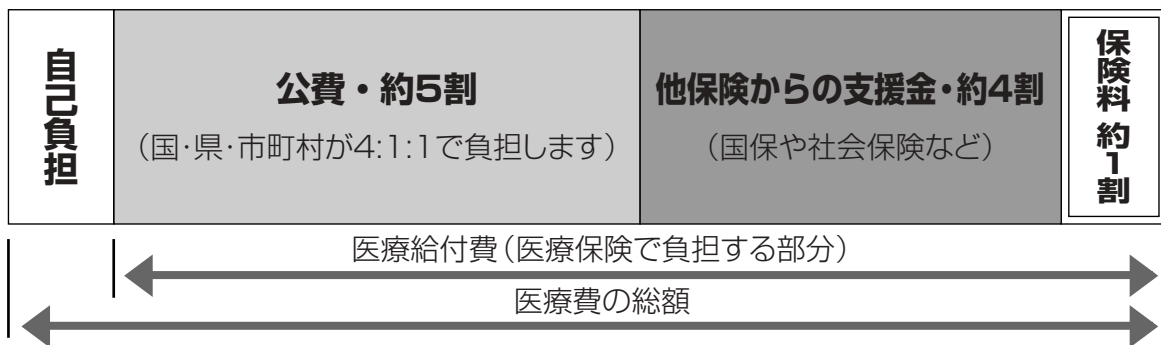 自己負担
公費・約5割
(国・県・市町村が4:1:1で負担します)
他保険からの支援金・約4割
(国保や社会保険など)
保険料 約1割
医療給付費(医療保険で負担する部分)
医療費の総額